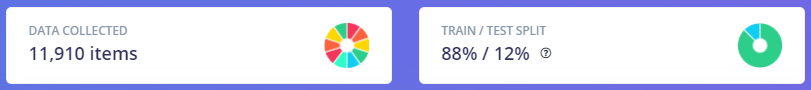 DATA COLLECTED
11,910 items
TRAIN / TEST SPLIT
88% / 12% ?